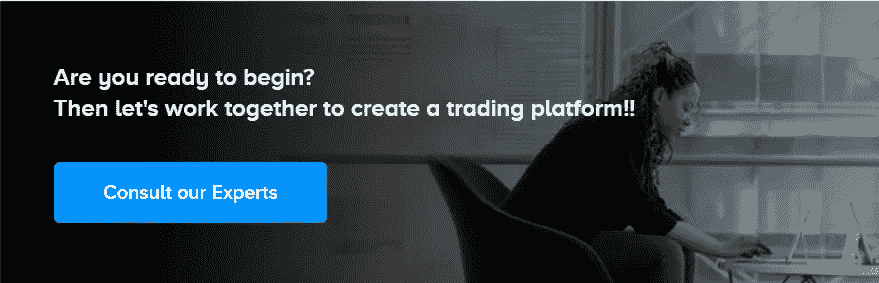 Are you ready to begin?
Then let's work together to create a trading platform!!
Consult our Experts